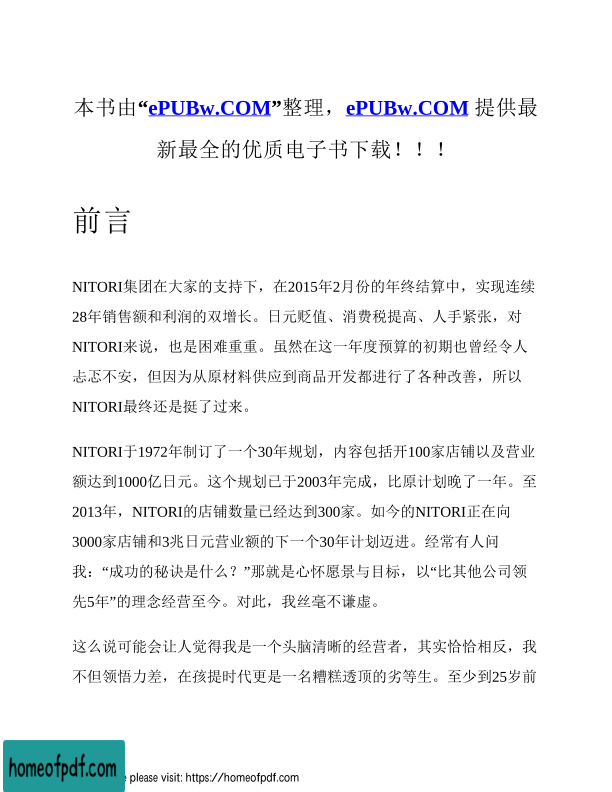 本书由“ePUBw.COM”整理，ePUBw.COM 提供最
新最全的优质电子书下载！！！
前言
NITORI集团在大家的支持下，在2015年2月份的年终结算中，实现连续
28年销售额和利润的双增长。日元贬值、消费税提高、人手紧张，对
NITORI来说，也是困难重重。虽然在这一年度预算的初期也曾经令人
忐忑不安，但因为从原材料供应到商品开发都进行了各种改善，所以
NITORI最终还是挺了过来。
NITORI于1972年制订了一个30年规划，内容包括开100家店铺以及营业
额达到1000亿日元。这个规划已于2003年完成，比原计划晚了一年。至
2013年，NITORI的店铺数量已经达到300家。如今的NITORI正在向
3000家店铺和3兆日元营业额的下一个30年计划迈进。经常有人问
我：“成功的秘诀是什么？”那就是心怀愿景与目标，以“比其他公司领
先5年”的理念经营至今。对此，我丝毫不谦虚。
这么说可能会让人觉得我是一个头脑清晰的经营者，其实恰恰相反，我
不但领悟力差，在孩提时代更是一名糟糕透顶的劣等生。至少到25岁前
homeofpdf.com
e please visit: https://homeofpdf.com